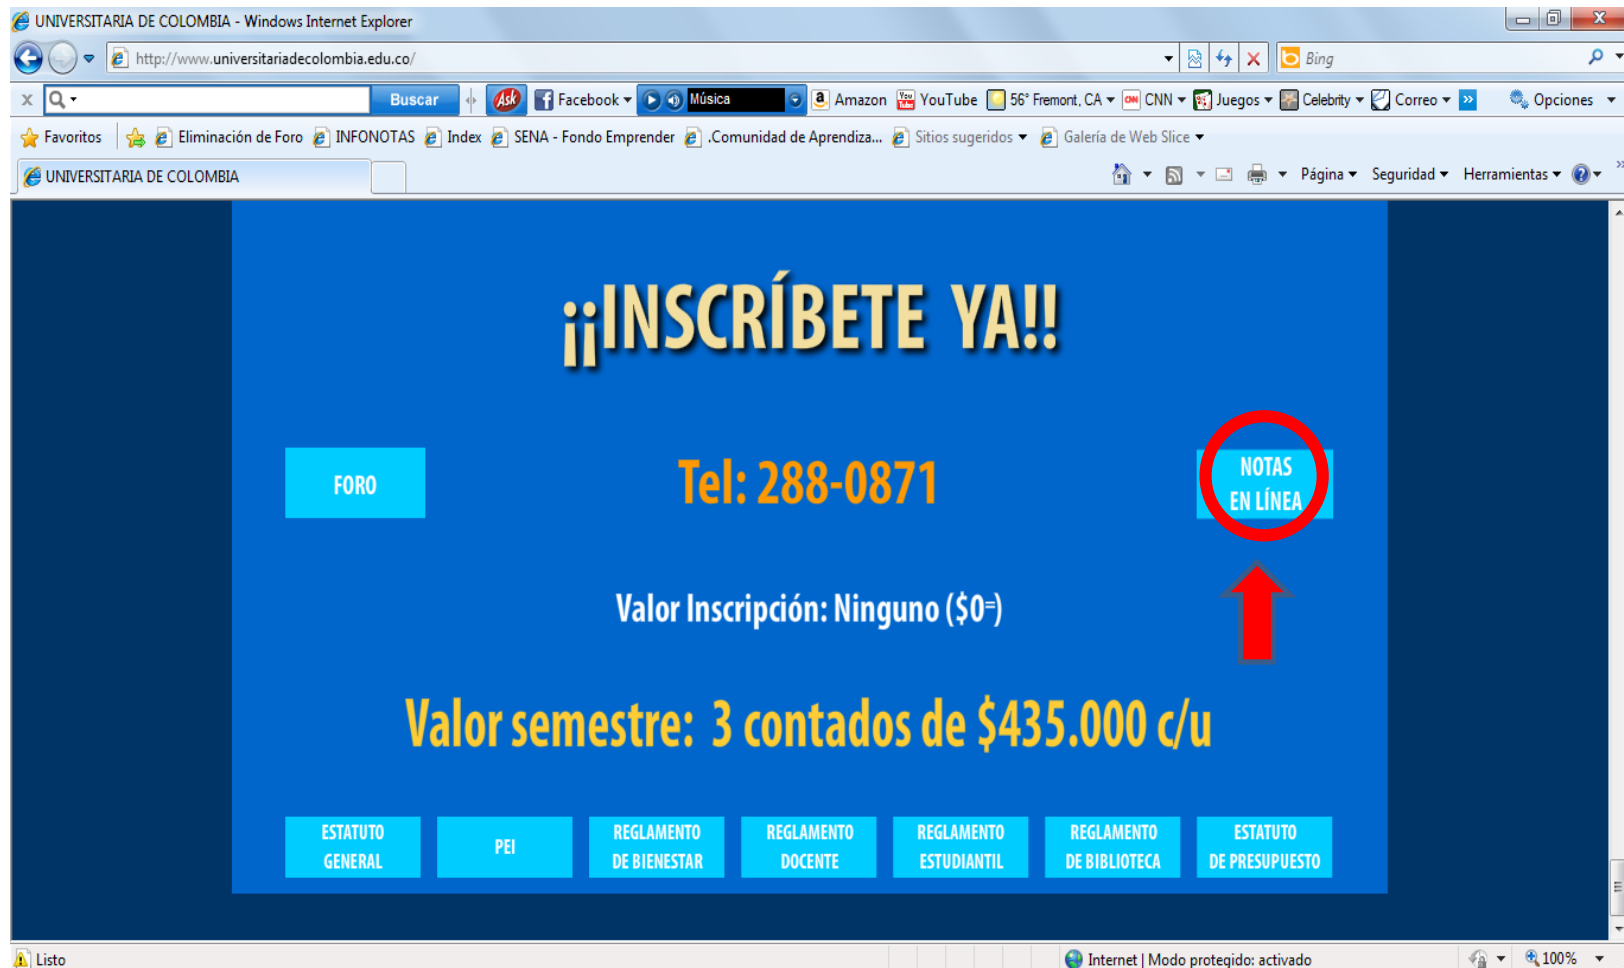 UNIVERSITARIA DE COLOMBIA - Windows Internet Explorer
http://www.universitariadecolombia.edu.co/
Bing
Buscar
Ask
Facebook
Música
Amazon
You Tube
YouTube
56° Fremont, CA
CNN
Juegos
Celebrity
Correo
Opciones
Favoritos
Eliminación de Foro
INFONOTAS
Index
SENA - Fondo Emprender
.Comunidad de Aprendiza...
Sitios sugeridos
Galería de Web Slice
UNIVERSITARIA DE COLOMBIA
Página
Seguridad
Herramientas
¡¡INSCRÍBETE YA!!
FORO
Tel: 288-0871
NOTAS
EN LÍNEA
Valor Inscripción: Ninguno ($0=)
Valor semestre: 3 contados de $435.000 c/u
ESTATUTO
GENERAL
PEI
REGLAMENTO
DE BIENESTAR
REGLAMENTO
DOCENTE
REGLAMENTO
ESTUDIANTIL
REGLAMENTO
DE BIBLIOTECA
ESTATUTO
DE PRESUPUESTO
Listo
Internet | Modo protegido: activado
100%